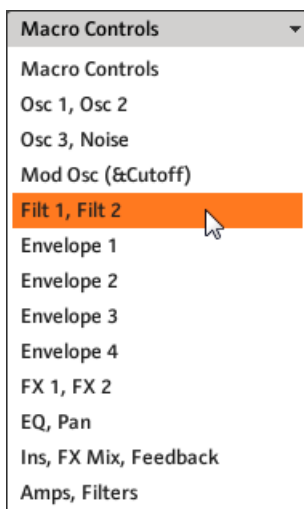 Macro Controls
Macro Controls
Osc 1, Osc 2
Osc 3, Noise
Mod Osc (&Cutoff)
Filt 1, Filt 2
Envelope 1
Envelope 2
Envelope 3
Envelope 4
FX 1, FX 2
EQ, Pan
Ins, FX Mix, Feedback
Amps, Filters